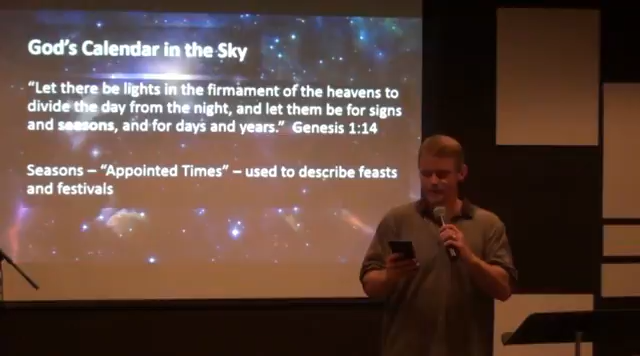 God's Calendar in the Sky
"Let there be lights in the firmament of the heavens to
divide the day from the night, and let them be for signs
and seasons, and for days and years." Genesis 1:14
Seasons – "Appointed Times" – used to describe feasts
and festivals